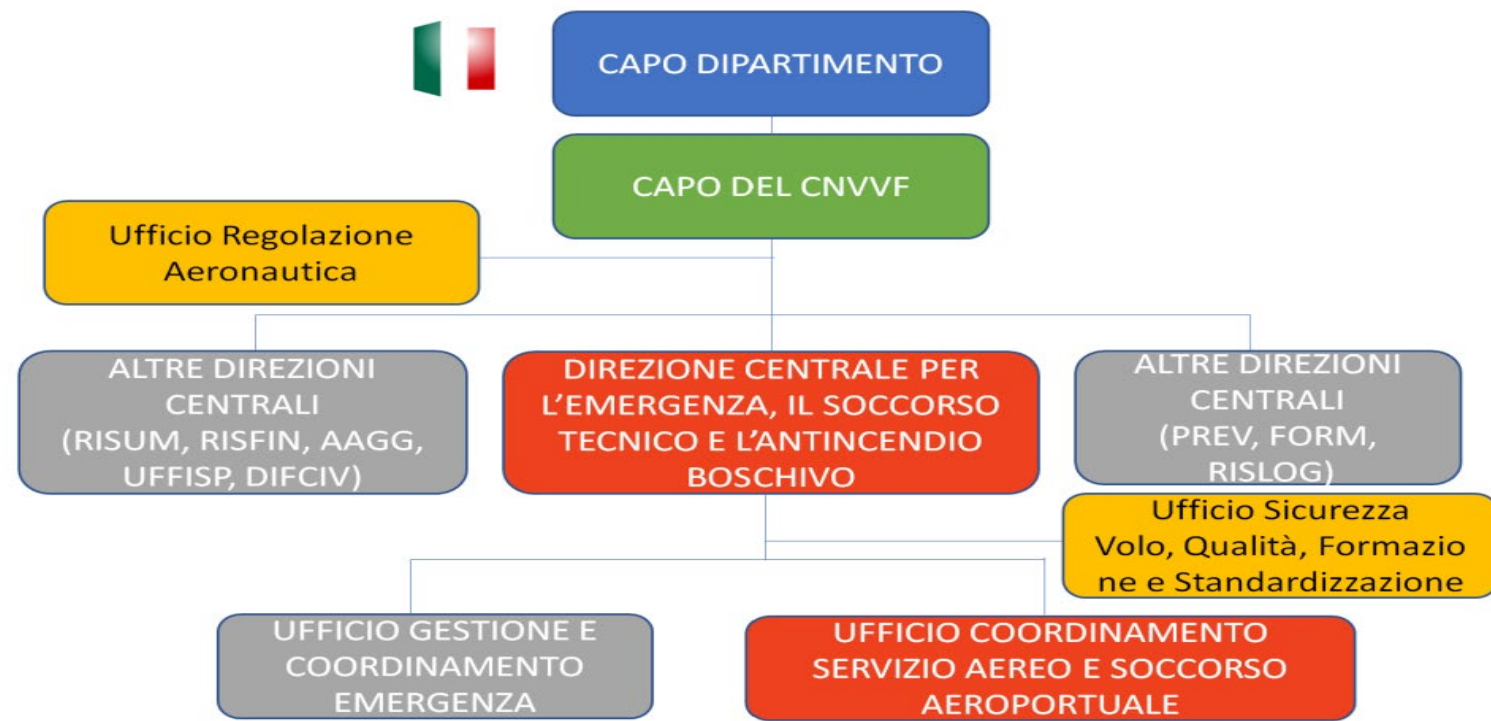 CAPO DIPARTIMENTO
CAPO DEL CNVVF
Ufficio Regolazione
Aeronautica
ALTRE DIREZIONI
CENTRALI
(RISUM, RISFIN, AAGG,
UFFISP, DIFCIV)
DIREZIONE CENTRALE PER
L’EMERGENZA, IL SOCCORSO
TECNICO E L’ANTINCENDIO
BOSCHIVO
ALTRE DIREZIONI
CENTRALI
(PREV, FORM,
RISLOG)
Ufficio Sicurezza
Volo, Qualità, Formazio
ne e Standardizzazione
UFFICIO GESTIONE E
COORDINAMENTO
EMERGENZA
UFFICIO COORDINAMENTO
SERVIZIO AEREO E SOCCORSO
AEROPORTUALE